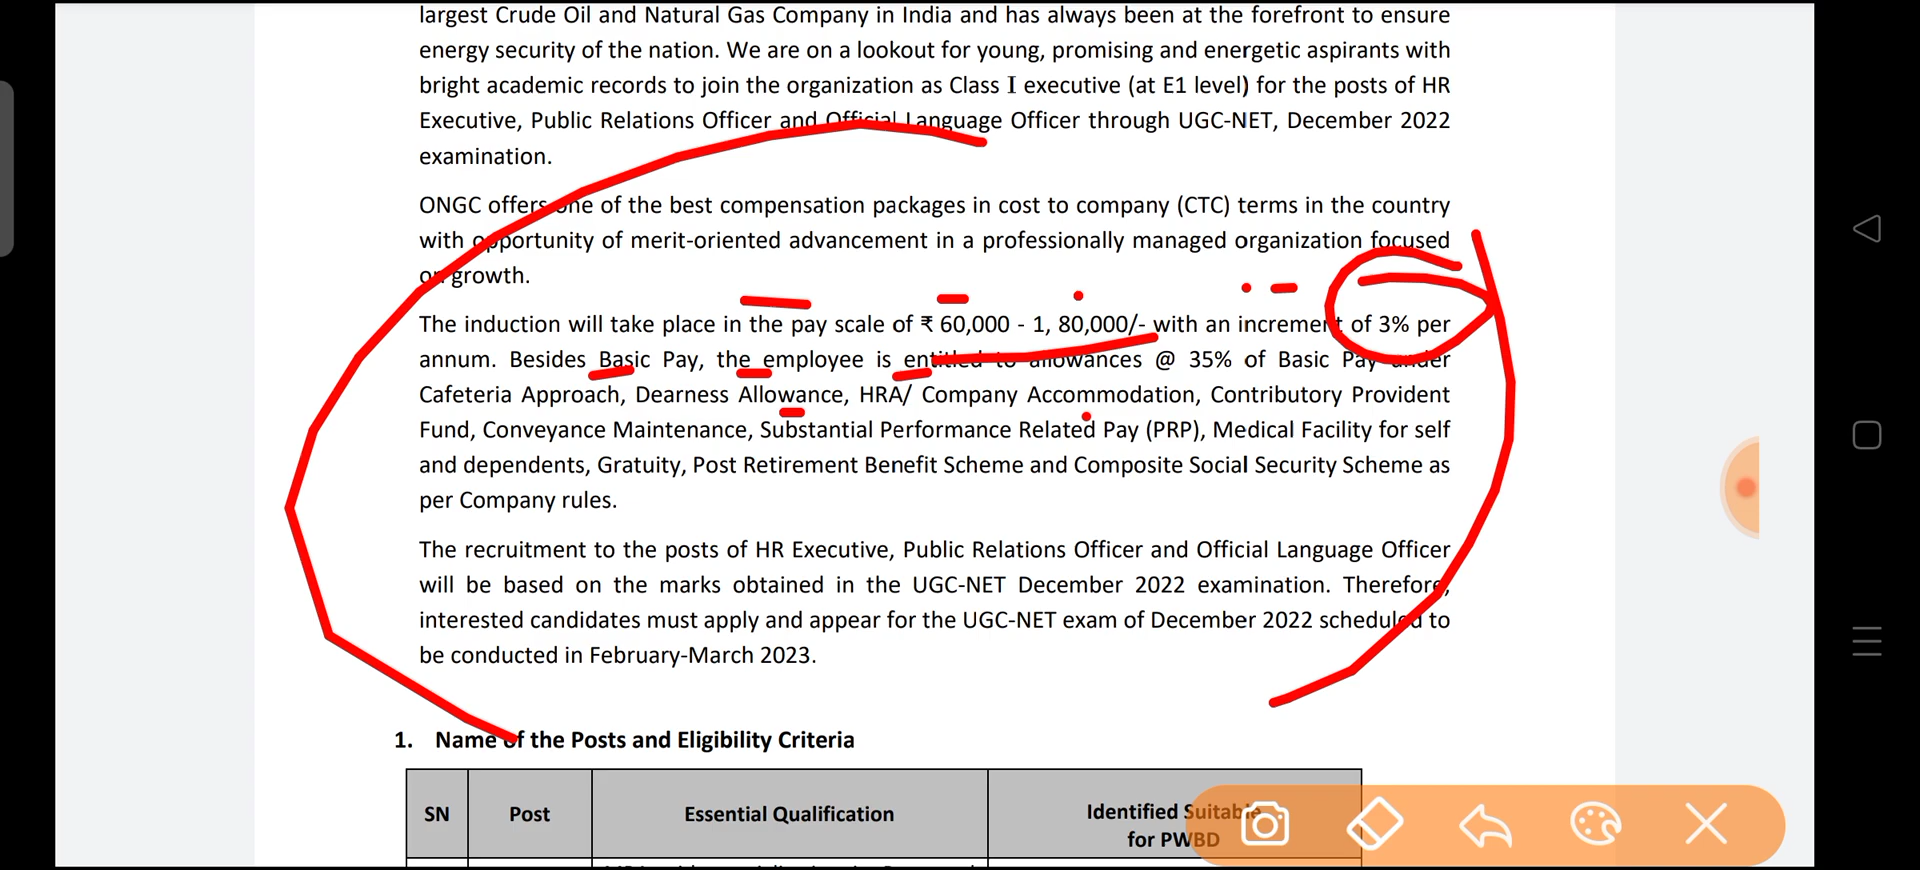 largest Crude Oil and Natural Gas Company in India and has always been at the forefront to ensure
energy security of the nation. We are on a lookout for young, promising and energetic aspirants with
bright academic records to join the organization as Class I executive (at E1 level) for the posts of HR
Executive, Public Relations Officer and Official Language Officer through UGC-NET, December 2022
examination.
ONGC offers one of the best compensation packages in cost to company (CTC) terms in the country
with opportunity of merit-oriented advancement in a professionally managed organization focused
on growth.
The induction will take place in the pay scale of ₹ 60,000 - 1, 80,000/- with an increment of 3% per
annum. Besides Basic Pay, the employee is entitled to allowances @ 35% of Basic Pay under
Cafeteria Approach, Dearness Allowance, HRA/ Company Accommodation, Contributory Provident
Fund, Conveyance Maintenance, Substantial Performance Related Pay (PRP), Medical Facility for self
and dependents, Gratuity, Post Retirement Benefit Scheme and Composite Social Security Scheme as
per Company rules.
The recruitment to the posts of HR Executive, Public Relations Officer and Official Language Officer
will be based on the marks obtained in the UGC-NET December 2022 examination. Therefore,
interested candidates must apply and appear for the UGC-NET exam of December 2022 scheduled to
be conducted in February-March 2023.
1. Name of the Posts and Eligibility Criteria
SN Post Essential Qualification Identified Suitable
for PWBD